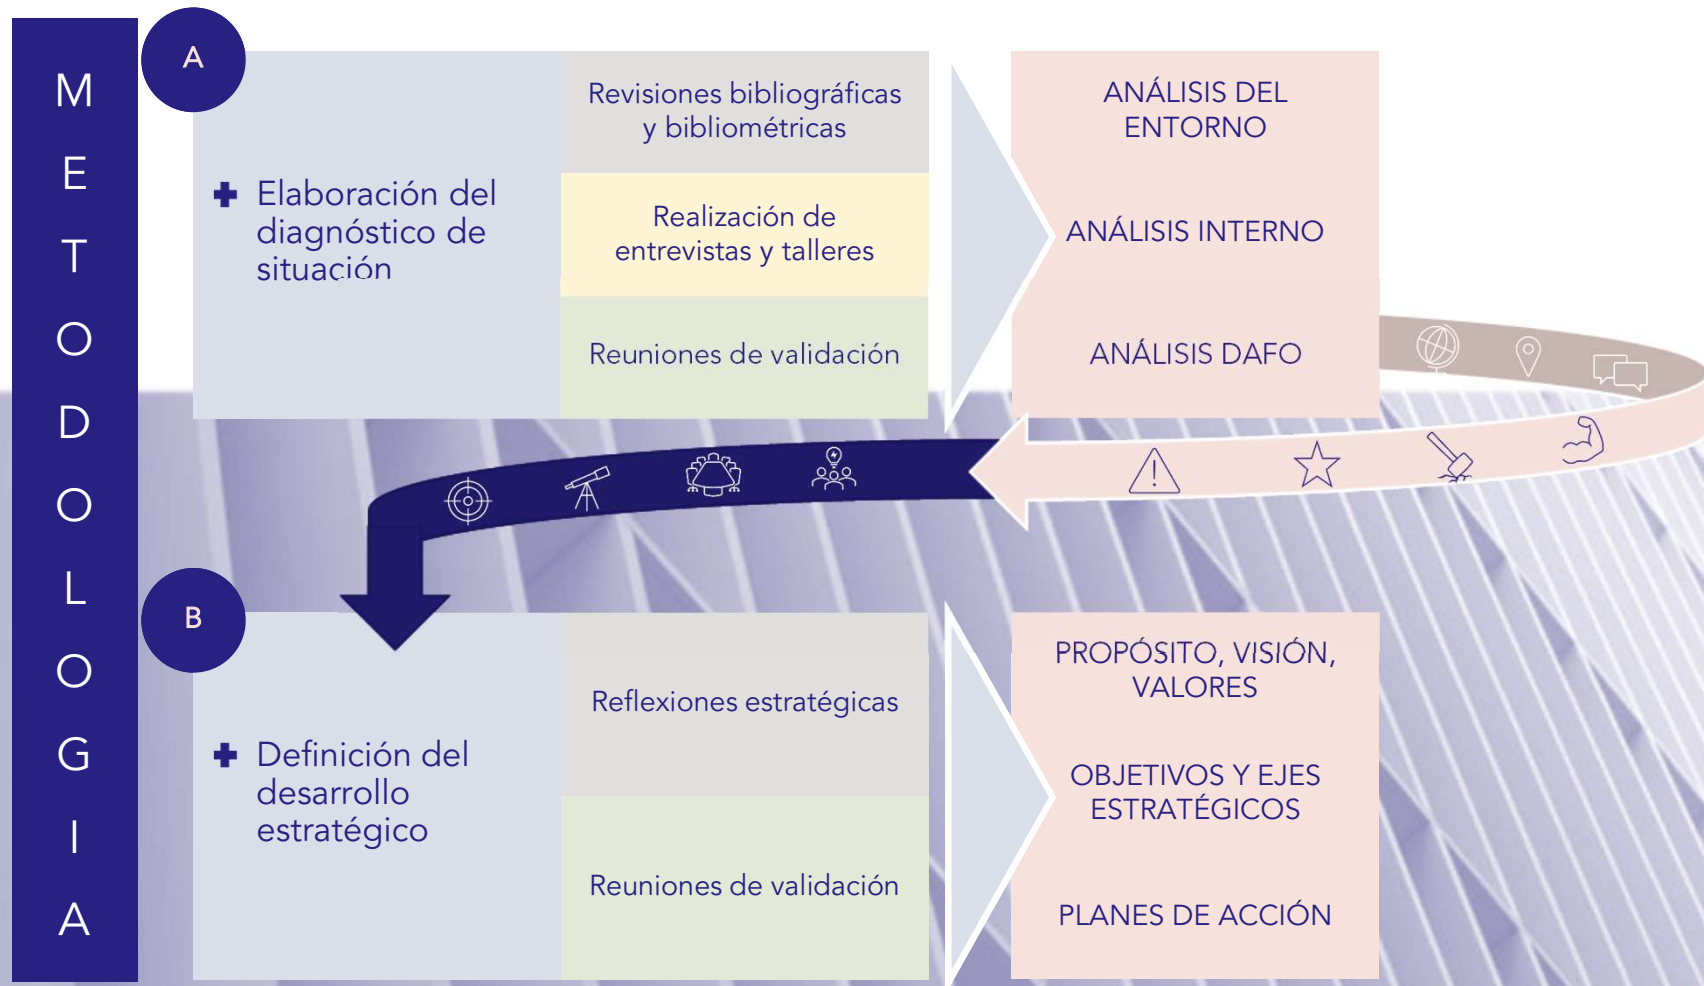 METODOLOGIA
A
Elaboración del
diagnóstico de
situación
Revisiones bibliográficas
y bibliométricas
Realización de
entrevistas y talleres
Reuniones de validación
ANÁLISIS DEL
ENTORNO
ANÁLISIS INTERNO
ANÁLISIS DAFO
B
Definición del
desarrollo
estratégico
Reflexiones estratégicas
Reuniones de validación
PROPÓSITO, VISIÓN,
VALORES
OBJETIVOS Y EJES
ESTRATÉGICOS
PLANES DE ACCIÓN